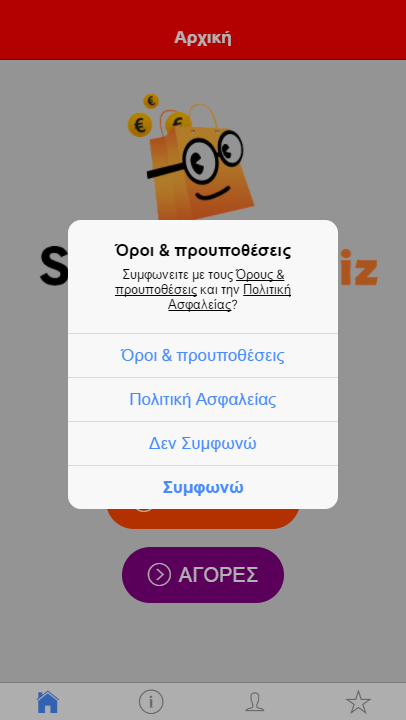 Αρχική
S
iz
Όροι & προυποθέσεις
Συμφωνειτε με τους Όρους &
προυποθέσεις και την Πολιτική
Ασφαλείας?
Όροι & προυποθέσεις
Πολιτική Ασφαλείας
Δεν Συμφωνώ
Συμφωνώ
ΑΓΟΡΕΣ